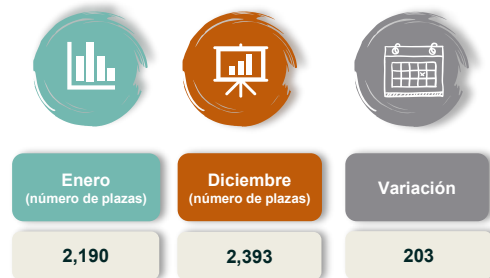 Enero
(número de plazas)
Diciembre
(número de plazas)
Variación
2,190
2,393
203